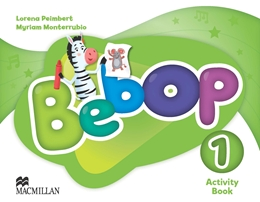 Lorena Peimbert
Myriam Monterrubio
Bebop
1
Activity
Book
MACMILLAN